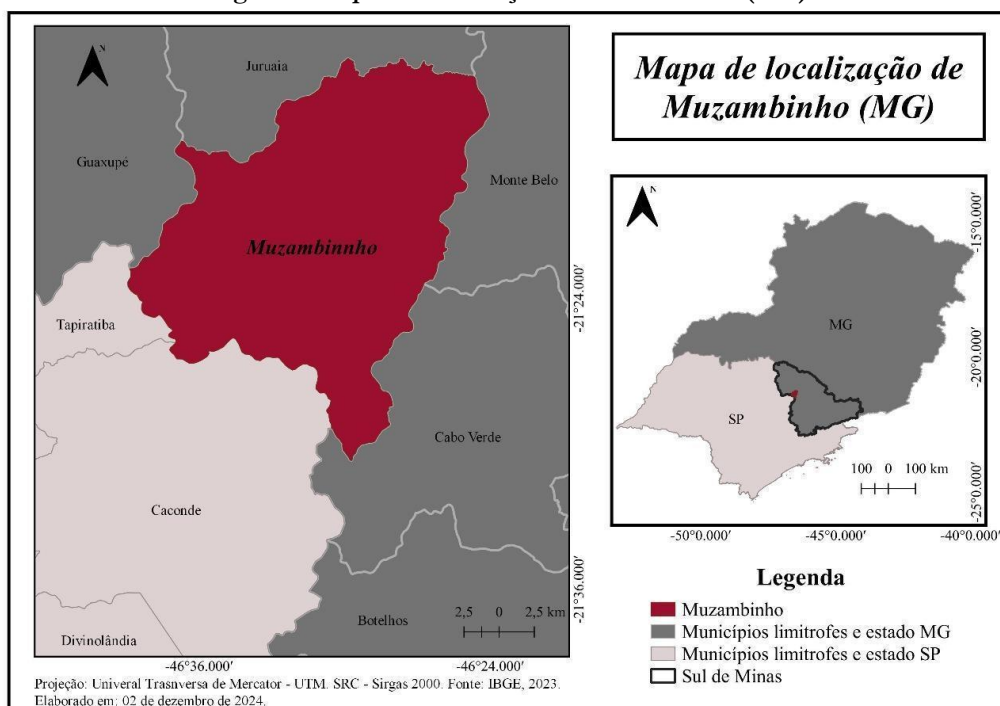 N
Juruaia
Guaxupé
Monte Belo
Muzambinnho
Tapiratiba
Cabo Verde
Caconde
Botelhos
Divinolândia
2,5 0 2,5 km
-21°24.000'
-21°36.000'
-46°36.000'
-46°24.000'
Projeção: Univeral Trasnversa de Mercator - UTM. SRC - Sirgas 2000. Fonte: IBGE, 2023.
Elaborado em: 02 de dezembro de 2024.
Mapa de localização de
Muzambinho (MG)
N
MG
SP
100 0 100 km
-15°0.000'
-20°0.000'
-25°0.000'
-50°0.000'
-45°0.000'
-40°0.000'
Legenda
Muzambinho
Municípios limitrofes e estado MG
Municípios limitrofes e estado SP
Sul de Minas